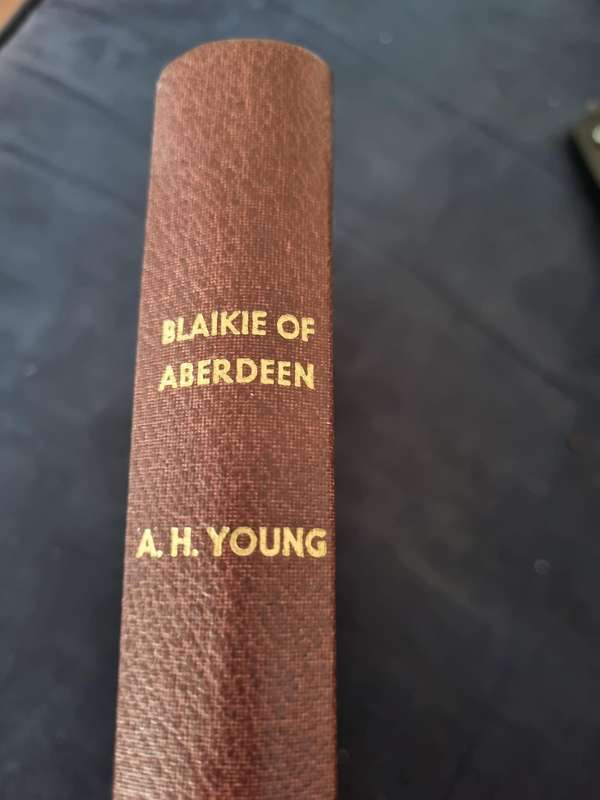 BLAIKIE OF
ABERDEEN
A. H. YOUNG